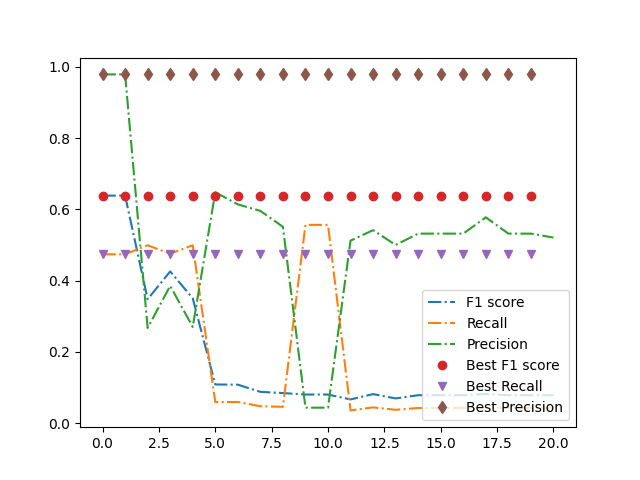 1.0
0.8
0.6
0.4
0.2
0.0
F1 score
Recall
Precision
Best F1 score
Best Recall
Best Precision
0.0 2.5 5.0 7.5 10.0 12.5 15.0 17.5 20.0